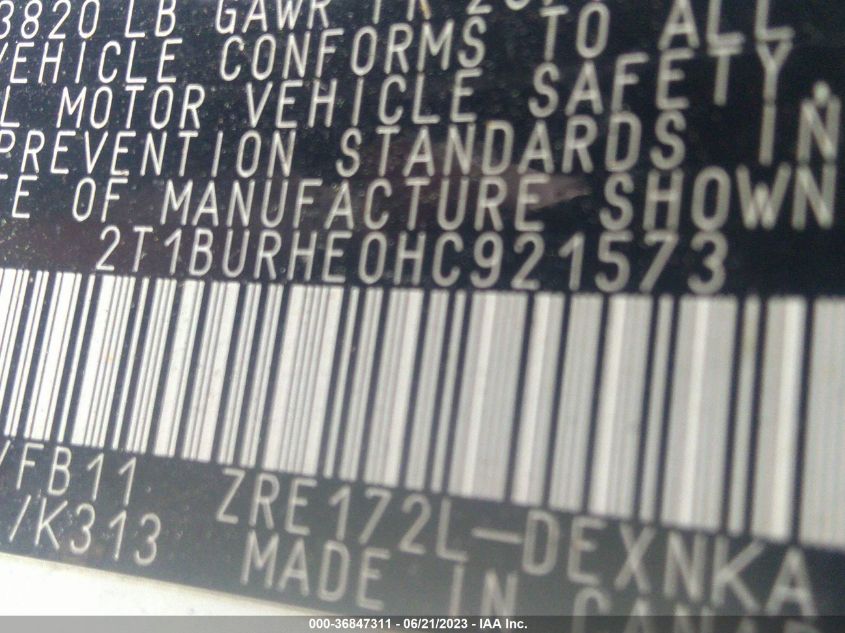 3820 LB GAWR
VEHICLE CONFORMS TO ALL
L MOTOR VEHICLE SAFETY,
PREVENTION STANDARDS IN
E OF MANUFACTURE SHOWN
2T1BURHE0HC921573
/FB11 ZRE172L-DEXNKA
/K313 MADE IN
000-36847311 - 06/21/2023 - IAA Inc.